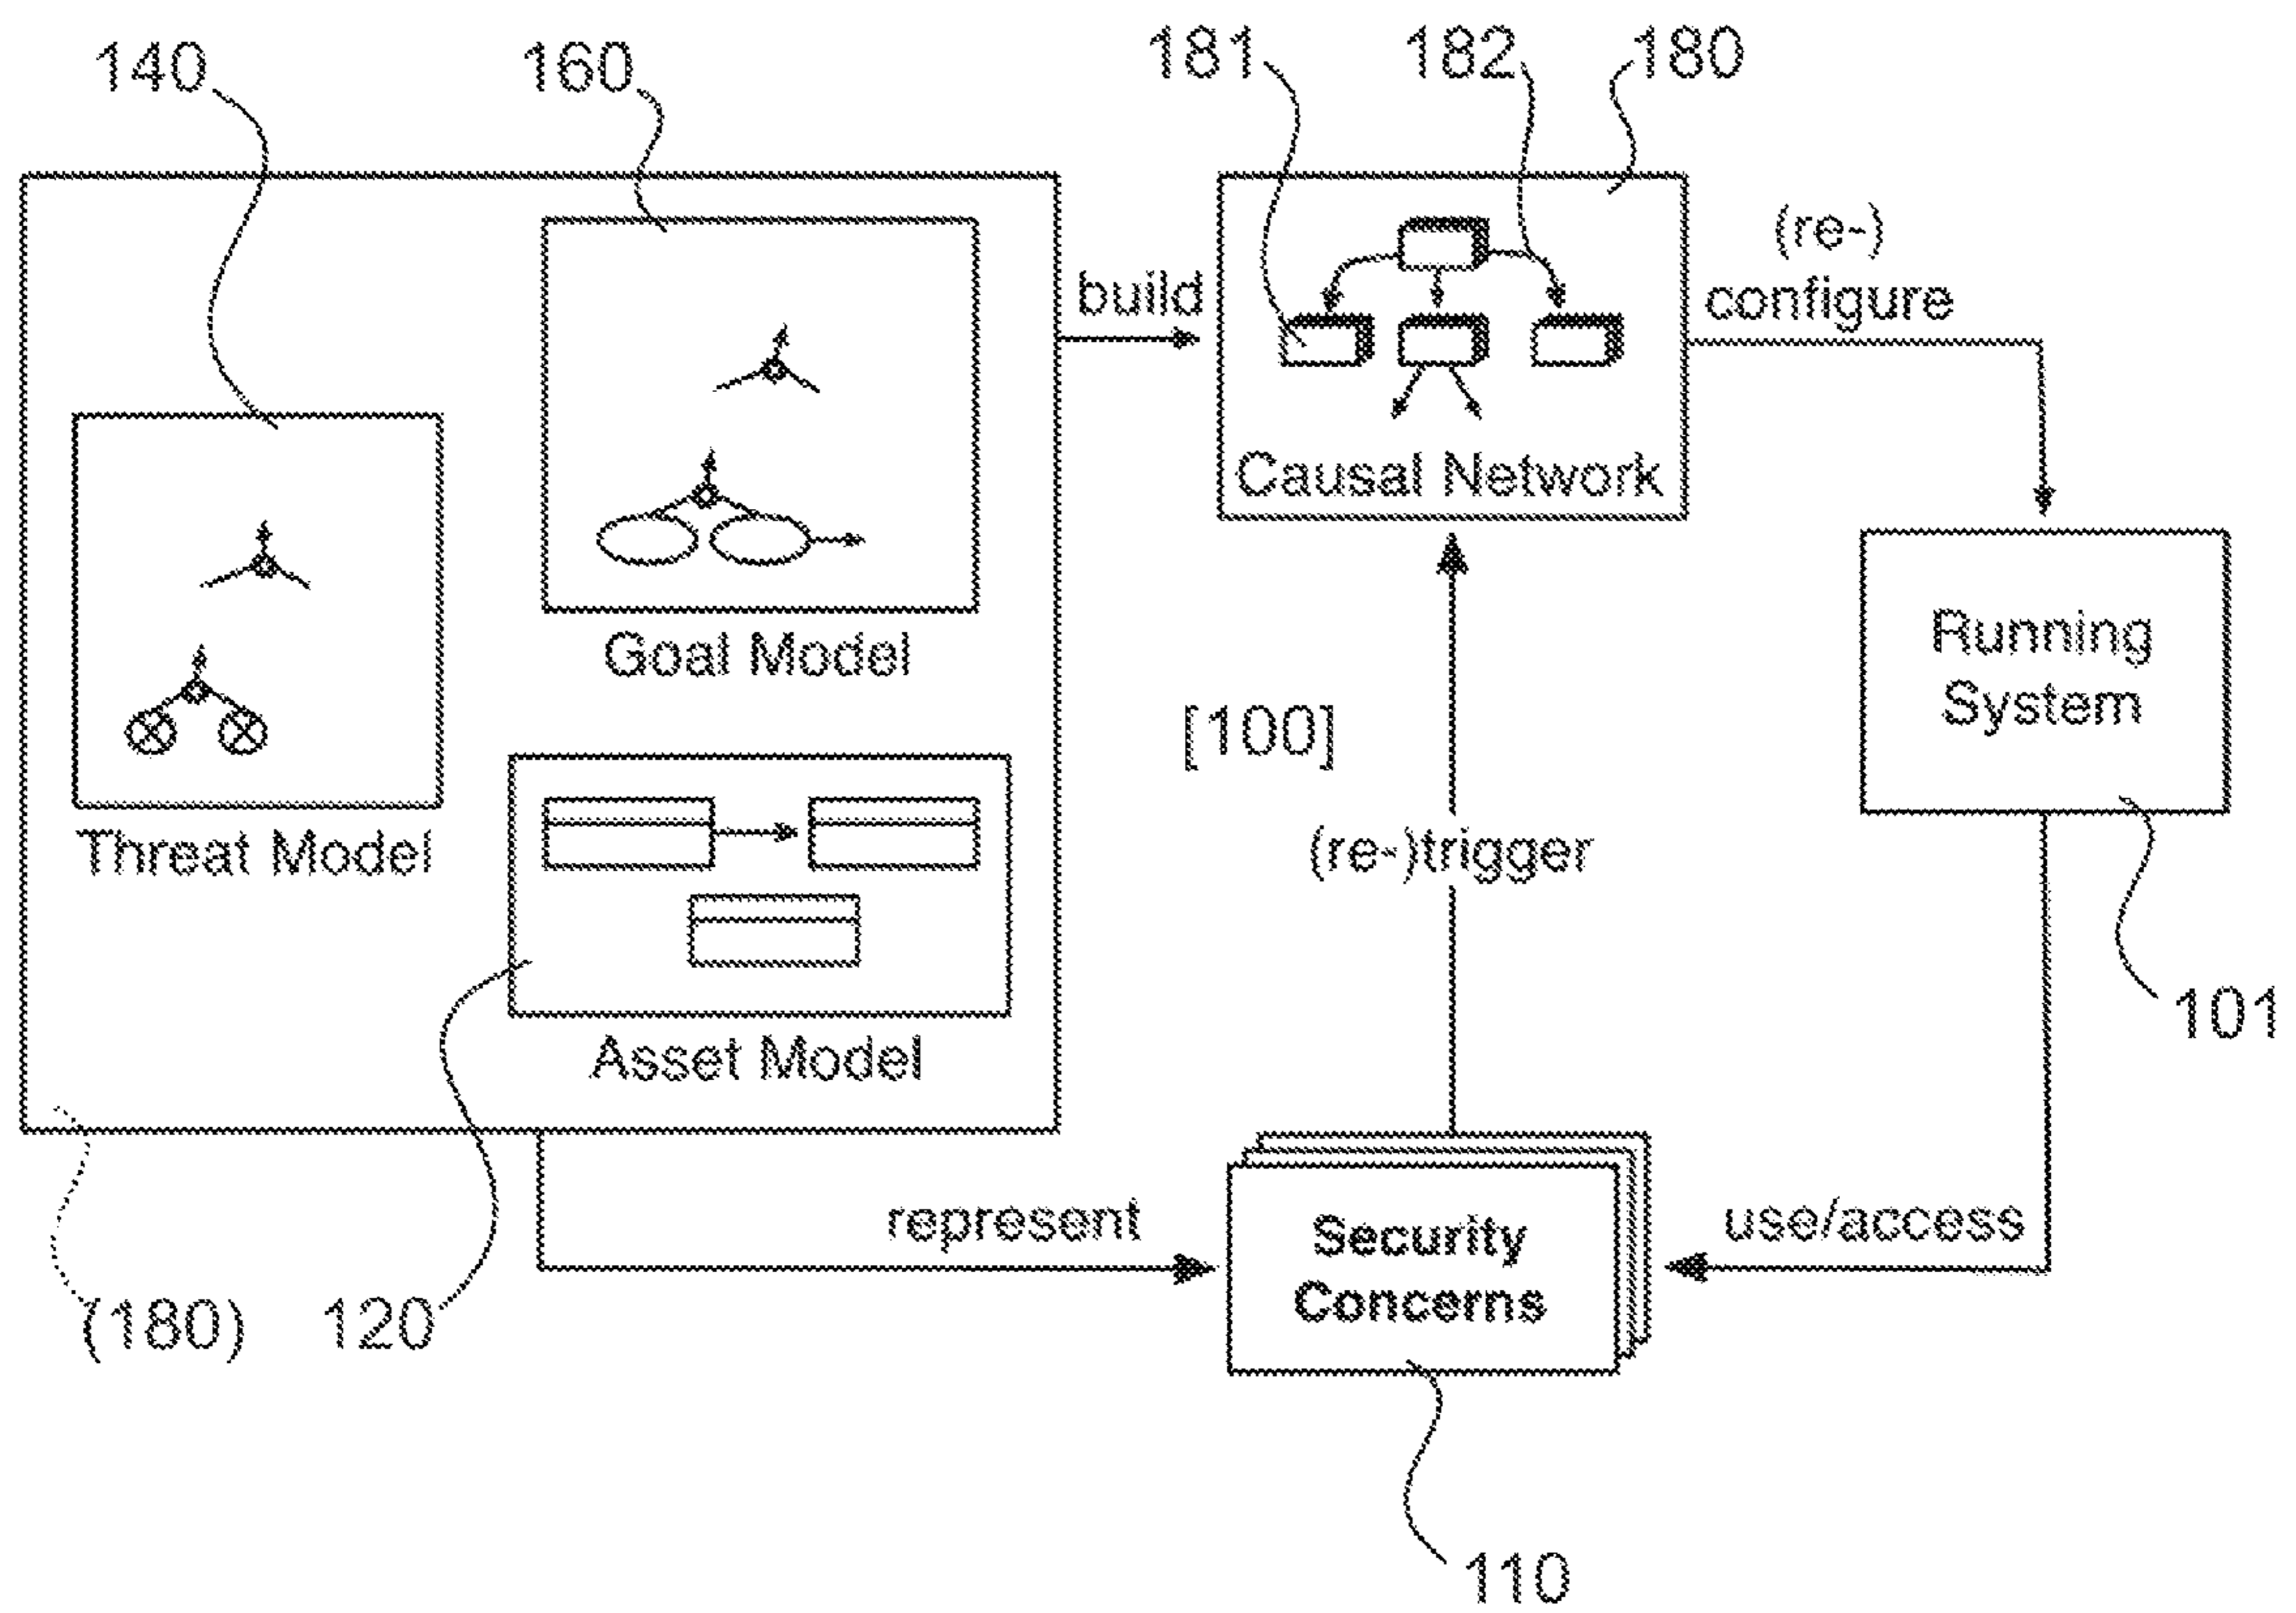 140
160
181
182
180
(re-)
configure
build
Causal Network
Running
System
Goal Model
[100]
(re-)trigger
Threat Model
101
Asset Model
represent
use/access
Security
Concerns
(180)
120
110